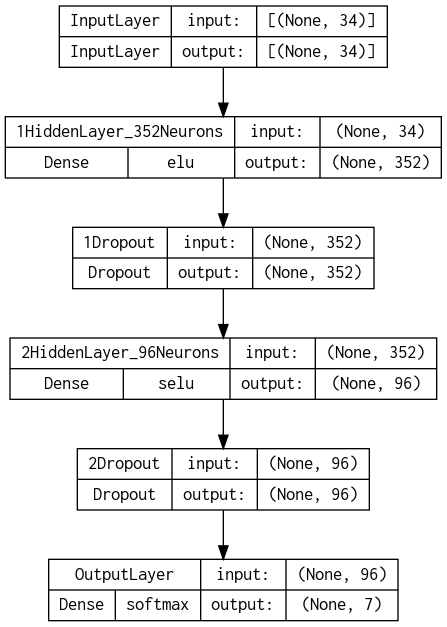 InputLayer input: [(None, 34)]
InputLayer output: [(None, 34)]
1HiddenLayer_352Neurons input: (None, 34)
Dense elu output: (None, 352)
1Dropout input: (None, 352)
Dropout output: (None, 352)
2HiddenLayer_96Neurons input: (None, 352)
Dense selu output: (None, 96)
2Dropout input: (None, 96)
Dropout output: (None, 96)
OutputLayer input: (None, 96)
Dense softmax output: (None, 7)